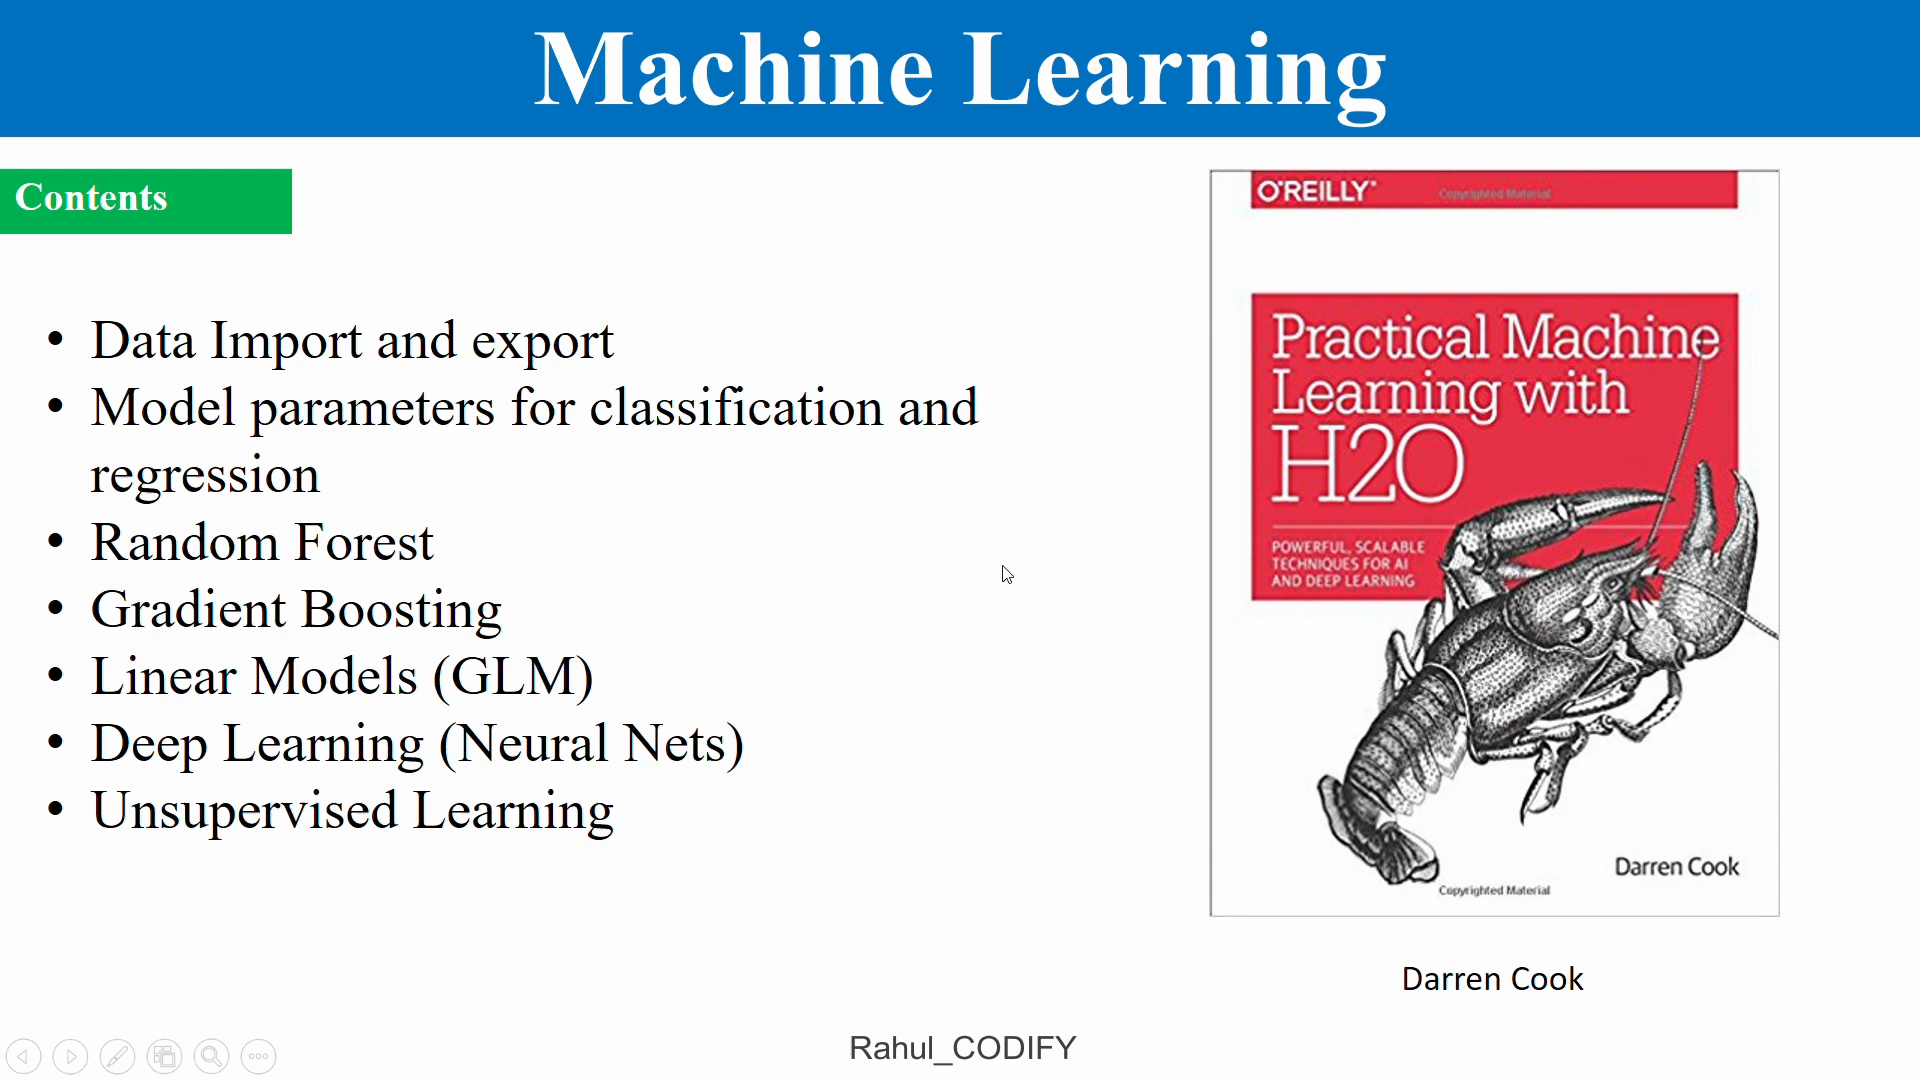 Machine Learning
Contents
• Data Import and export
• Model parameters for classification and
regression
• Random Forest
• Gradient Boosting
• Linear Models (GLM)
• Deep Learning (Neural Nets)
• Unsupervised Learning
O'REILLY®
Copyrighted Material
Practical Machine
Learning with
H2O
POWERFUL, SCALABLE
TECHNIQUES FOR AI
AND DEEP LEARNING
Darren Cook
Copyrighted Material
Darren Cook
Rahul_CODIFY